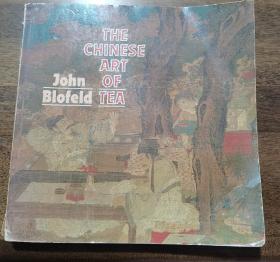 THE
CHINESE
ART
OF
TEA
John
Blofeld